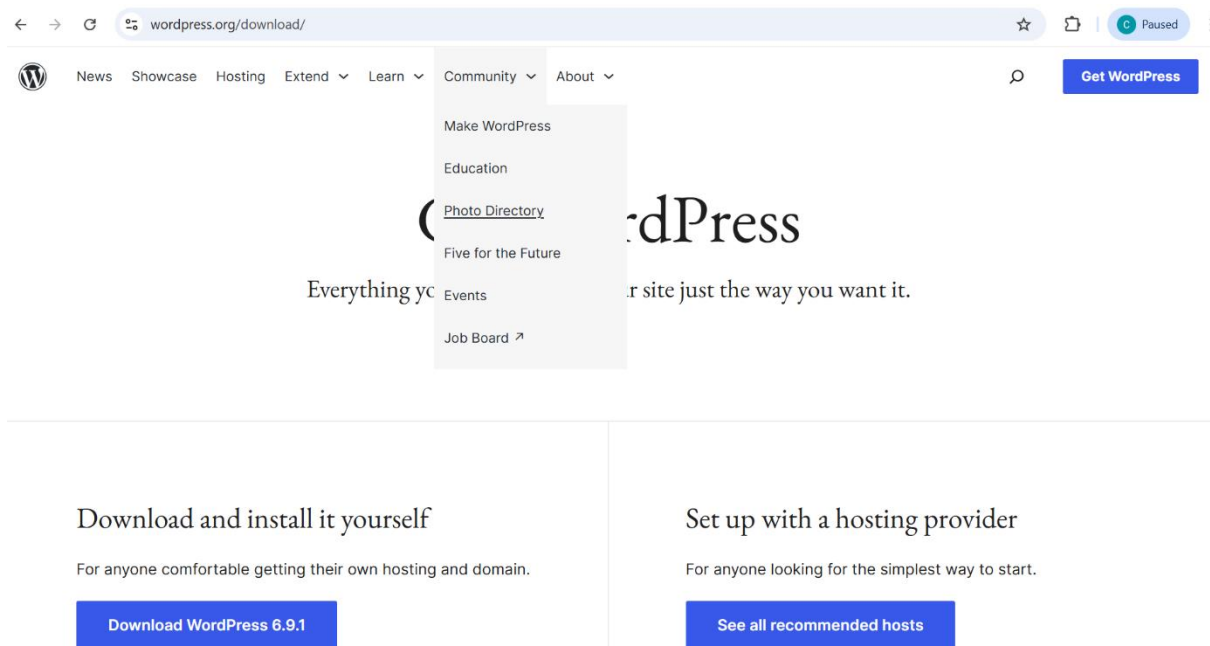 wordpress.org/download/
C Paused
News Showcase Hosting Extend Learn Community About
Get WordPress
Make WordPress
Education
Photo Directory
Five for the Future
Events
Job Board ↗
rdPress
Everything yo r site just the way you want it.
Download and install it yourself
For anyone comfortable getting their own hosting and domain.
Download WordPress 6.9.1
Set up with a hosting provider
For anyone looking for the simplest way to start.
See all recommended hosts